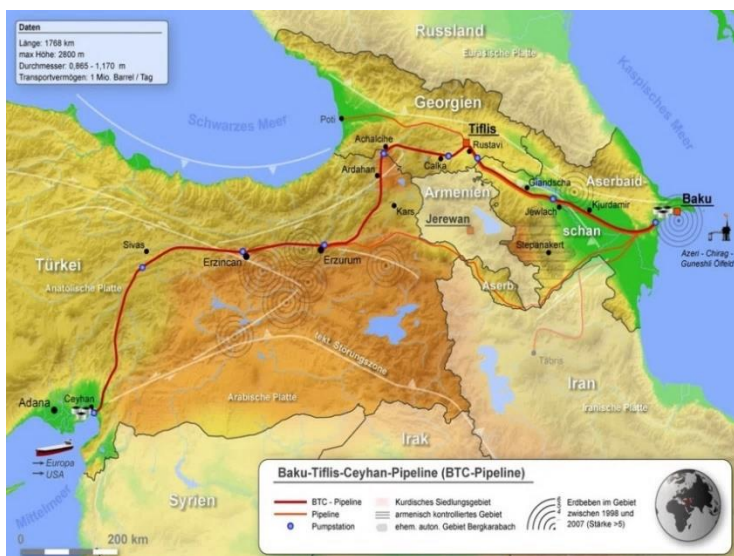 Daten
Länge: 1768 km
max Höhe: 2800 m
Durchmesser: 0,865 - 1,170 m
Transportvermögen: 1 Mio. Barrel / Tag
Russland
Eurasische Platte
Kaspisches Meer
Schwarzes Meer
Georgien
Poti
Tiflis
Achalcihe
Rustavi
Calka
Ardahan
Giandscha
Aserbaid
schan
Armenien
Kars
Jewlach
Kjurdamir
Baku
Jerewan
Stepanakert
Azeri - Chirag -
Guneshli Ölfeld
Sivas
Erzincan
Erzurum
Türkei
Anatolische Platte
Aserb.
Täbris
tekt. Störungszone
Iran
Iranische Platte
Adana
Ceyhan
Arabische Platte
Europa
USA
Irak
Syrien
Mittelmeer
0 200 km
Baku-Tiflis-Ceyhan-Pipeline (BTC-Pipeline)
BTC - Pipeline
Pipeline
Pumpstation
Kurdisches Siedlungsgebiet
armenisch kontrolliertes Gebiet
ehem. auton. Gebiet Bergkarabach
Erdbeben im Gebiet
zwischen 1998 und
2007 (Stärke >5)